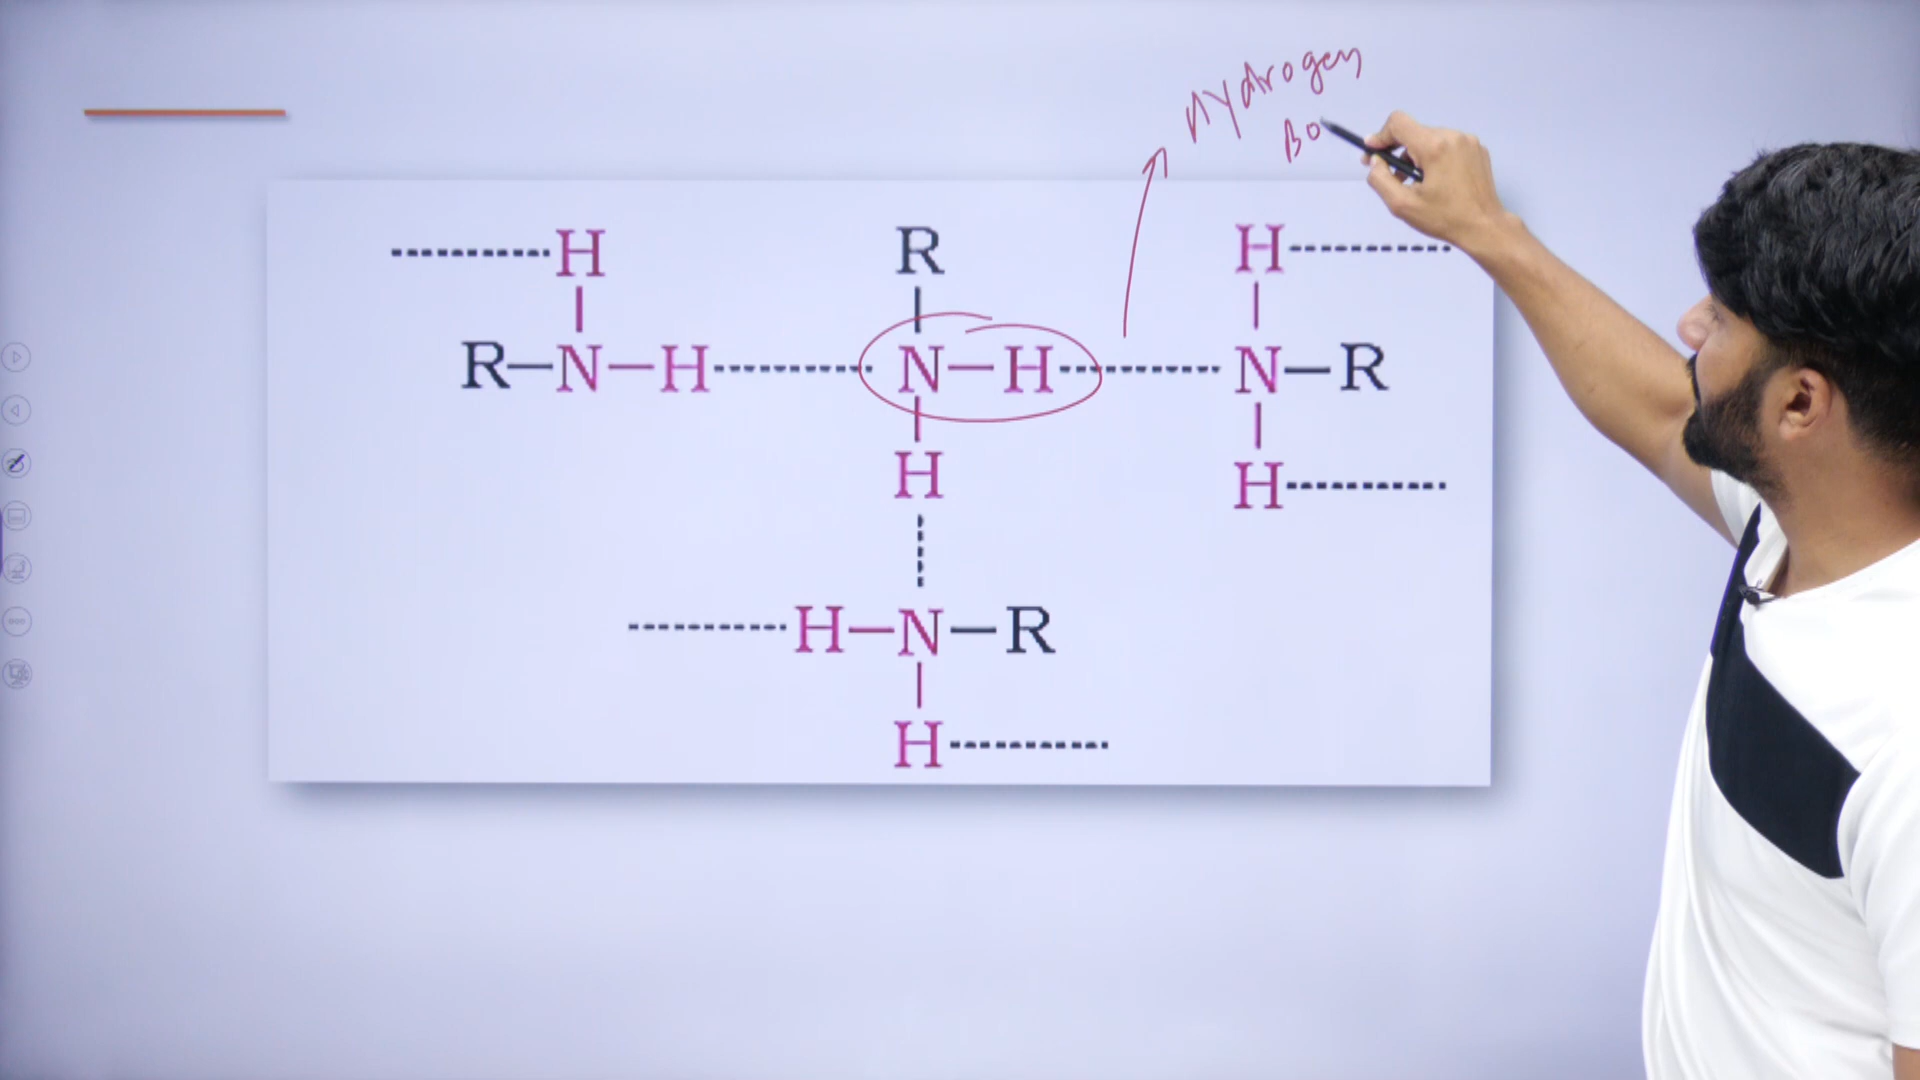 Hydrogen
Bo
H R H
R—N—H N—H N—R
H H
H—N—R
H